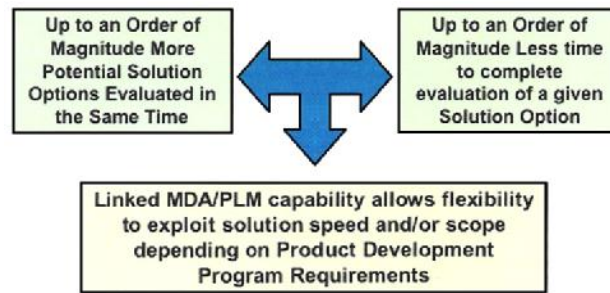 Up to an Order of
Magnitude More
Potential Solution
Options Evaluated in
the Same Time
Up to an Order of
Magnitude Less time
to complete
evaluation of a given
Solution Option
Linked MDA/PLM capability allows flexibility
to exploit solution speed and/or scope
depending on Product Development
Program Requirements